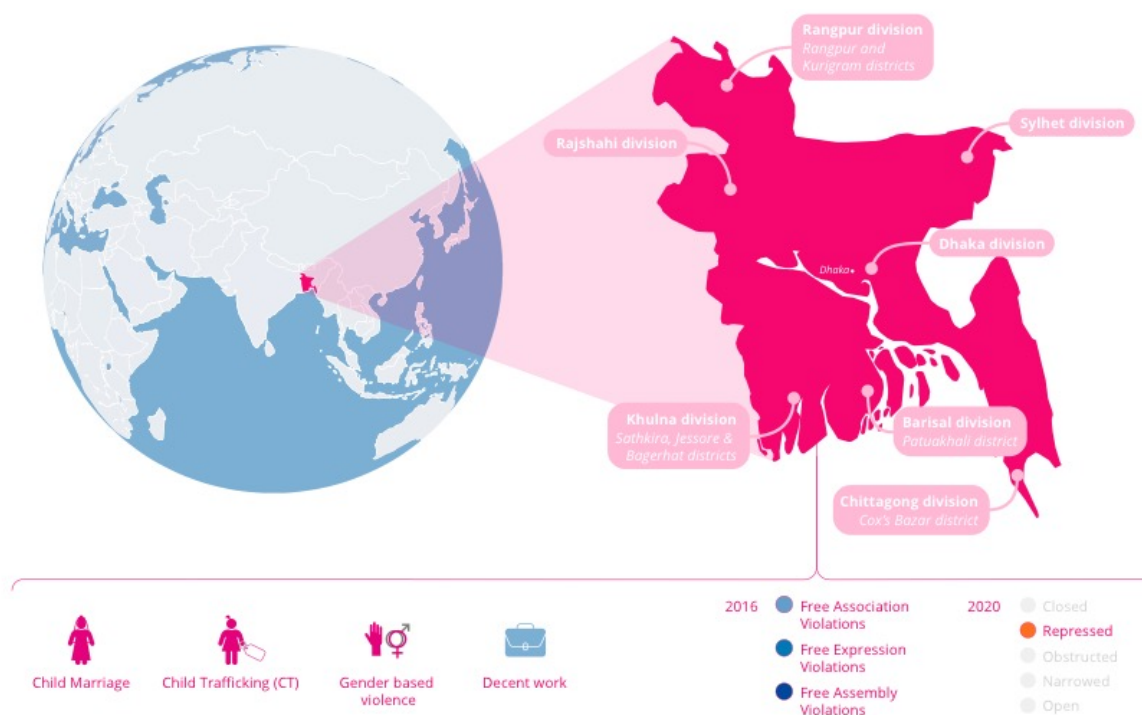 Rangpur division
Rangpur and
Kurigram districts
Sylhet division
Rajshahi division
Dhaka division
Dhaka
Khulna division
Sathkira, Jessore &
Bagerhat districts
Barisal division
Patuakhali district
Chittagong division
Cox's Bazar district
Child Marriage
Child Trafficking (CT)
Gender based
violence
Decent work
2016
Free Association
Violations
Free Expression
Violations
Free Assembly
Violations
2020
Closed
Repressed
Obstructed
Narrowed
Open